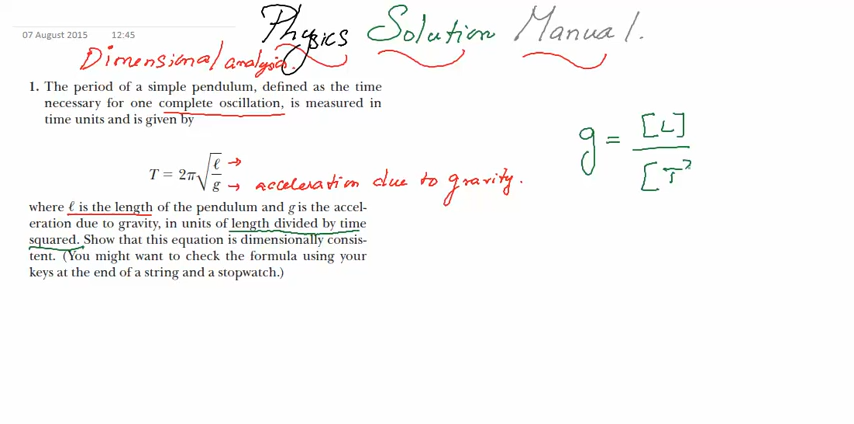 07 August 2015 12:45
Physics Solution Manual.
Dimensional analysis.
1. The period of a simple pendulum, defined as the time
necessary for one complete oscillation, is measured in
time units and is given by
T = 2π√(ℓ/g) →
→ acceleration due to gravity.
g = [L] / [T²
where ℓ is the length of the pendulum and g is the accel-
eration due to gravity, in units of length divided by time
squared. Show that this equation is dimensionally consis-
tent. (You might want to check the formula using your
keys at the end of a string and a stopwatch.)